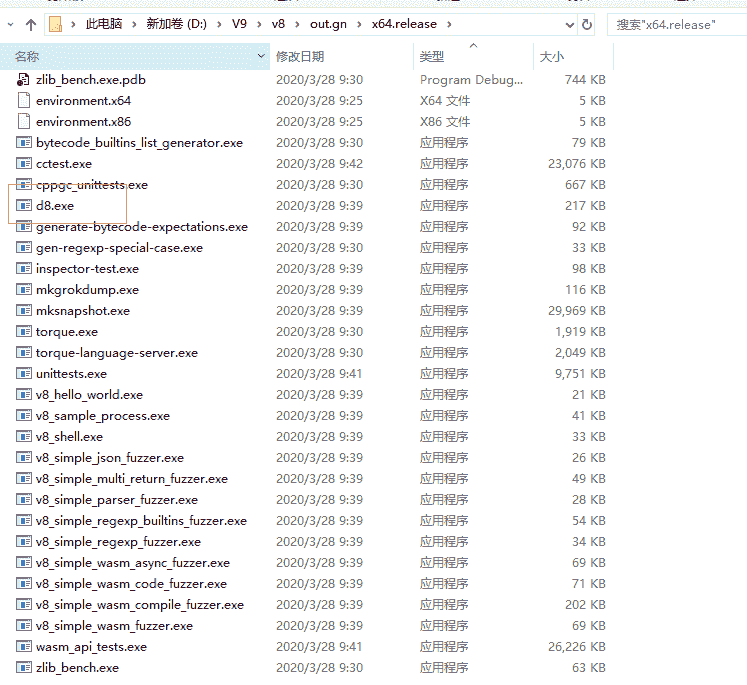 此电脑 > 新加卷 (D:) > V9 > v8 > out.gn > x64.release > 搜索"x64.release"
名称 修改日期 类型 大小
zlib_bench.exe.pdb 2020/3/28 9:30 Program Debug... 744 KB
environment.x64 2020/3/28 9:25 X64 文件 5 KB
environment.x86 2020/3/28 9:25 X86 文件 5 KB
bytecode_builtins_list_generator.exe 2020/3/28 9:30 应用程序 79 KB
cctest.exe 2020/3/28 9:42 应用程序 23,076 KB
cppgc_unittests.exe 2020/3/28 9:30 应用程序 667 KB
d8.exe 2020/3/28 9:39 应用程序 217 KB
generate-bytecode-expectations.exe 2020/3/28 9:39 应用程序 92 KB
gen-regexp-special-case.exe 2020/3/28 9:30 应用程序 33 KB
inspector-test.exe 2020/3/28 9:39 应用程序 98 KB
mkgrokdump.exe 2020/3/28 9:39 应用程序 116 KB
mksnapshot.exe 2020/3/28 9:39 应用程序 29,969 KB
torque.exe 2020/3/28 9:30 应用程序 1,919 KB
torque-language-server.exe 2020/3/28 9:30 应用程序 2,049 KB
unittests.exe 2020/3/28 9:41 应用程序 9,751 KB
v8_hello_world.exe 2020/3/28 9:39 应用程序 21 KB
v8_sample_process.exe 2020/3/28 9:39 应用程序 41 KB
v8_shell.exe 2020/3/28 9:39 应用程序 33 KB
v8_simple_json_fuzzer.exe 2020/3/28 9:39 应用程序 26 KB
v8_simple_multi_return_fuzzer.exe 2020/3/28 9:39 应用程序 49 KB
v8_simple_parser_fuzzer.exe 2020/3/28 9:39 应用程序 28 KB
v8_simple_regexp_builtins_fuzzer.exe 2020/3/28 9:39 应用程序 54 KB
v8_simple_regexp_fuzzer.exe 2020/3/28 9:39 应用程序 34 KB
v8_simple_wasm_async_fuzzer.exe 2020/3/28 9:39 应用程序 69 KB
v8_simple_wasm_code_fuzzer.exe 2020/3/28 9:39 应用程序 71 KB
v8_simple_wasm_compile_fuzzer.exe 2020/3/28 9:39 应用程序 202 KB
v8_simple_wasm_fuzzer.exe 2020/3/28 9:39 应用程序 69 KB
wasm_api_tests.exe 2020/3/28 9:41 应用程序 26,226 KB
zlib_bench.exe 2020/3/28 9:30 应用程序 63 KB